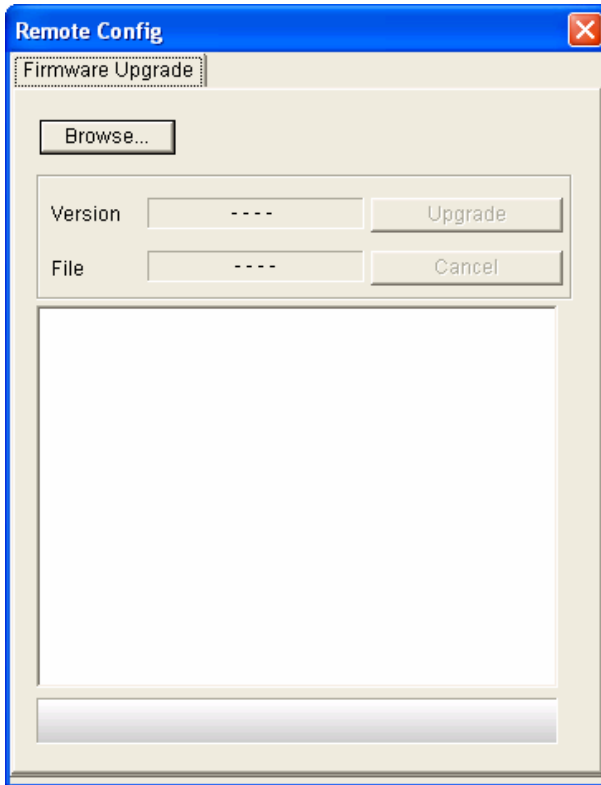 Remote Config
Firmware Upgrade
Browse...
Version ---- Upgrade
File ---- Cancel